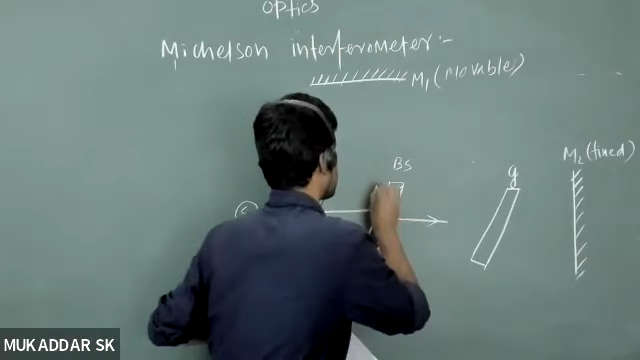 optics
Michelson interferometer:-
M1 (Movable)
M2 (fixed)
BS
g
S
MUKADDAR SK